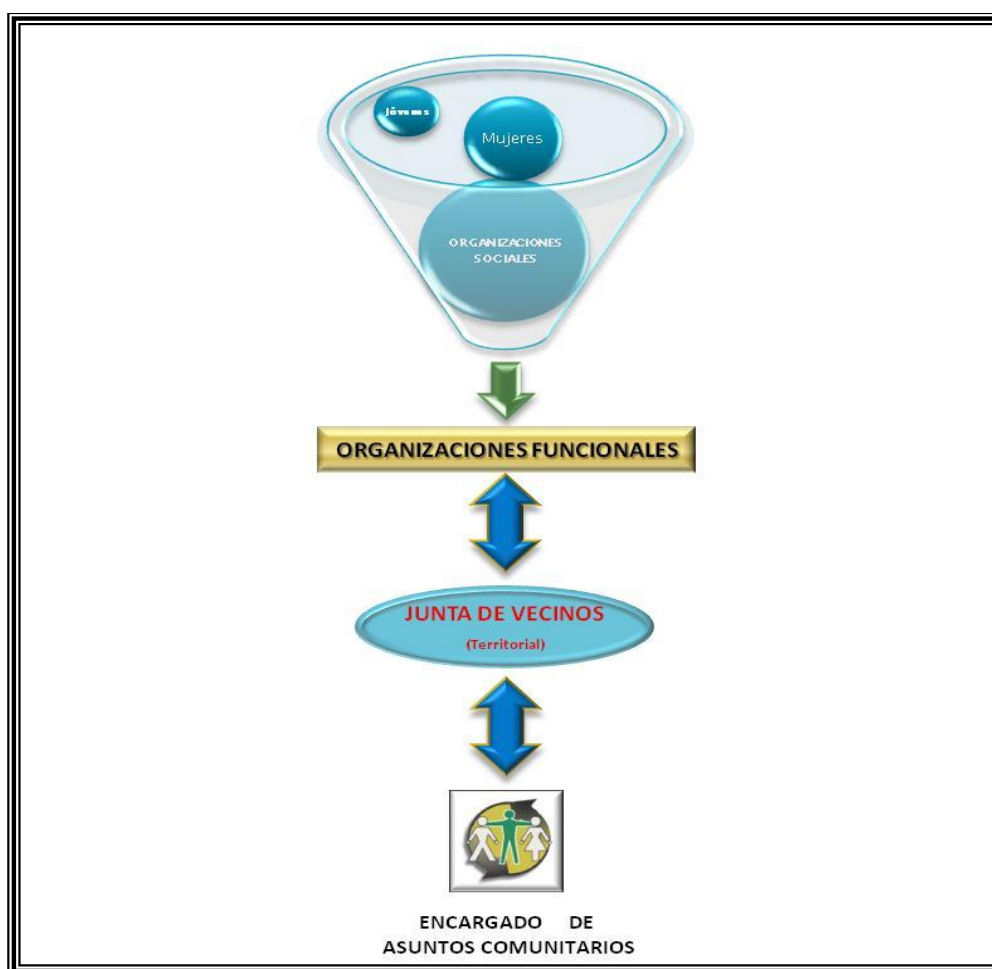 Jóvenes
Mujeres
ORGANIZACIONES
SOCIALES
ORGANIZACIONES FUNCIONALES
JUNTA DE VECINOS
(Territorial)
ENCARGADO DE
ASUNTOS COMUNITARIOS